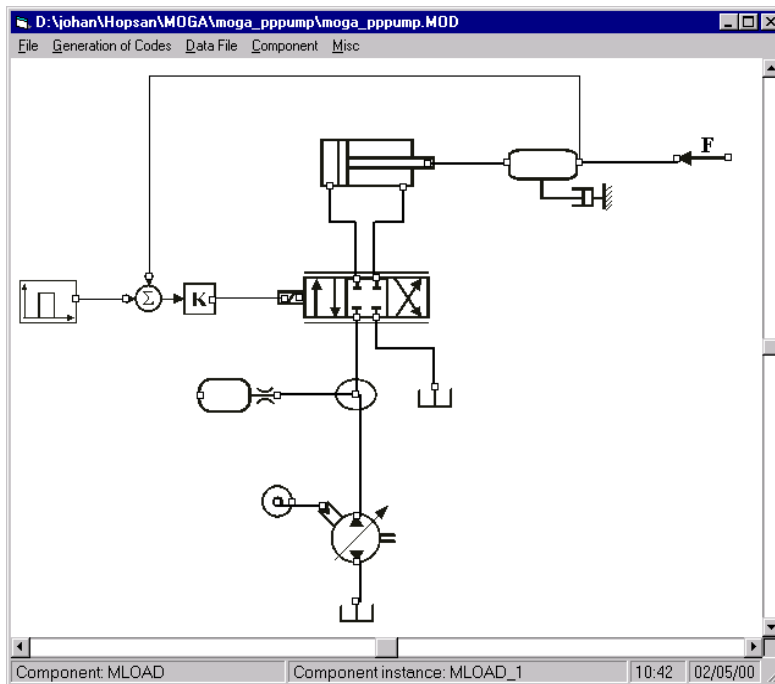 D:\johan\Hopsan\MOGA\moga_pppump\moga_pppump.MOD
File Generation of Codes Data File Component Misc
F
Σ
K
Component: MLOAD Component instance: MLOAD_1 10:42 02/05/00